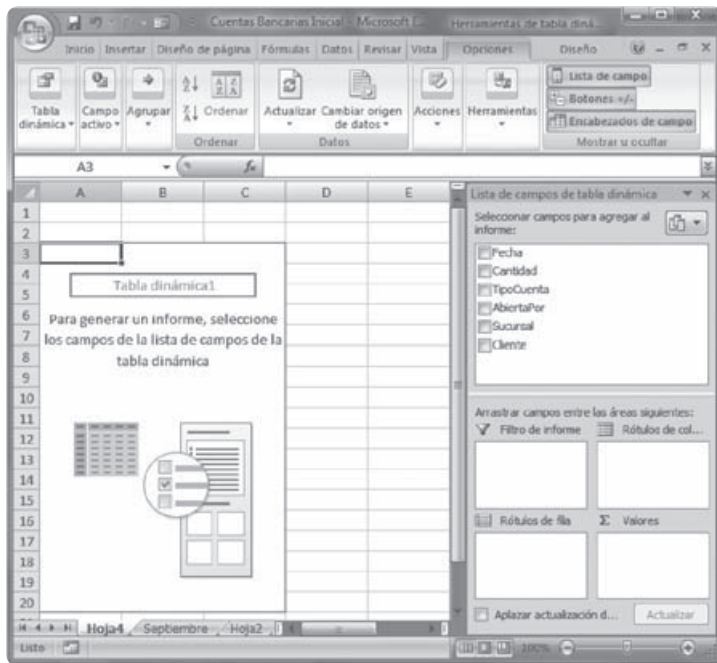 Cuentas Bancarias Inicial - Microsoft E...
Herramientas de tabla diná...
Inicio
Insertar
Diseño de página
Fórmulas
Datos
Revisar
Vista
Opciones
Diseño
Tabla dinámica
Campo activo
Agrupar
Ordenar
Ordenar
Actualizar
Cambiar origen de datos
Datos
Acciones
Herramientas
Lista de campo
Botones +/-
Encabezados de campo
Mostrar u ocultar
A3
fx
A B C D E
1
2
3
4
5
6
7
8
9
10
11
12
13
14
15
16
17
18
19
20
Tabla dinámica1
Para generar un informe, seleccione
los campos de la lista de campos de la
tabla dinámica
Lista de campos de tabla dinámica
Seleccionar campos para agregar al
informe:
Fecha
Cantidad
TipoCuenta
AbiertaPor
Sucursal
Cliente
Arrastrar campos entre las áreas siguientes:
Filtro de informe
Rótulos de col...
Rótulos de fila
Σ Valores
Aplazar actualización d...
Actualizar
Hoja4
Septiembre
Hoja2
Listo
100%